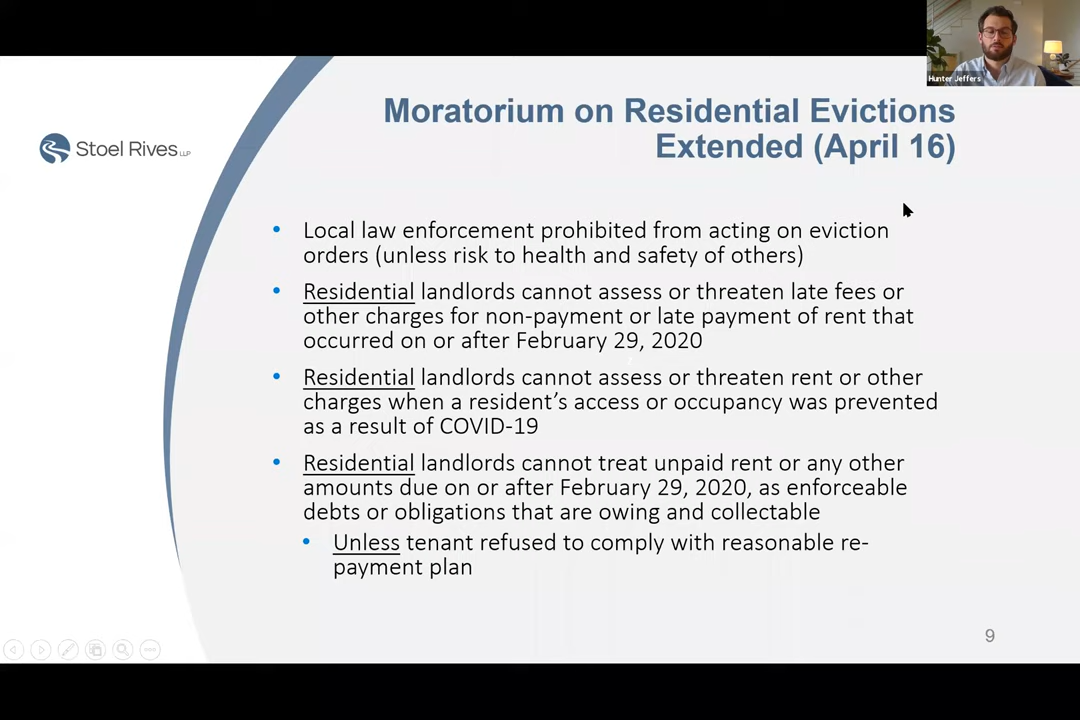 Hunter Jeffers
Moratorium on Residential Evictions
Extended (April 16)
Stoel Rives LLP
• Local law enforcement prohibited from acting on eviction
orders (unless risk to health and safety of others)
• Residential landlords cannot assess or threaten late fees or
other charges for non-payment or late payment of rent that
occurred on or after February 29, 2020
• Residential landlords cannot assess or threaten rent or other
charges when a resident’s access or occupancy was prevented
as a result of COVID-19
• Residential landlords cannot treat unpaid rent or any other
amounts due on or after February 29, 2020, as enforceable
debts or obligations that are owing and collectable
• Unless tenant refused to comply with reasonable re-
payment plan
9